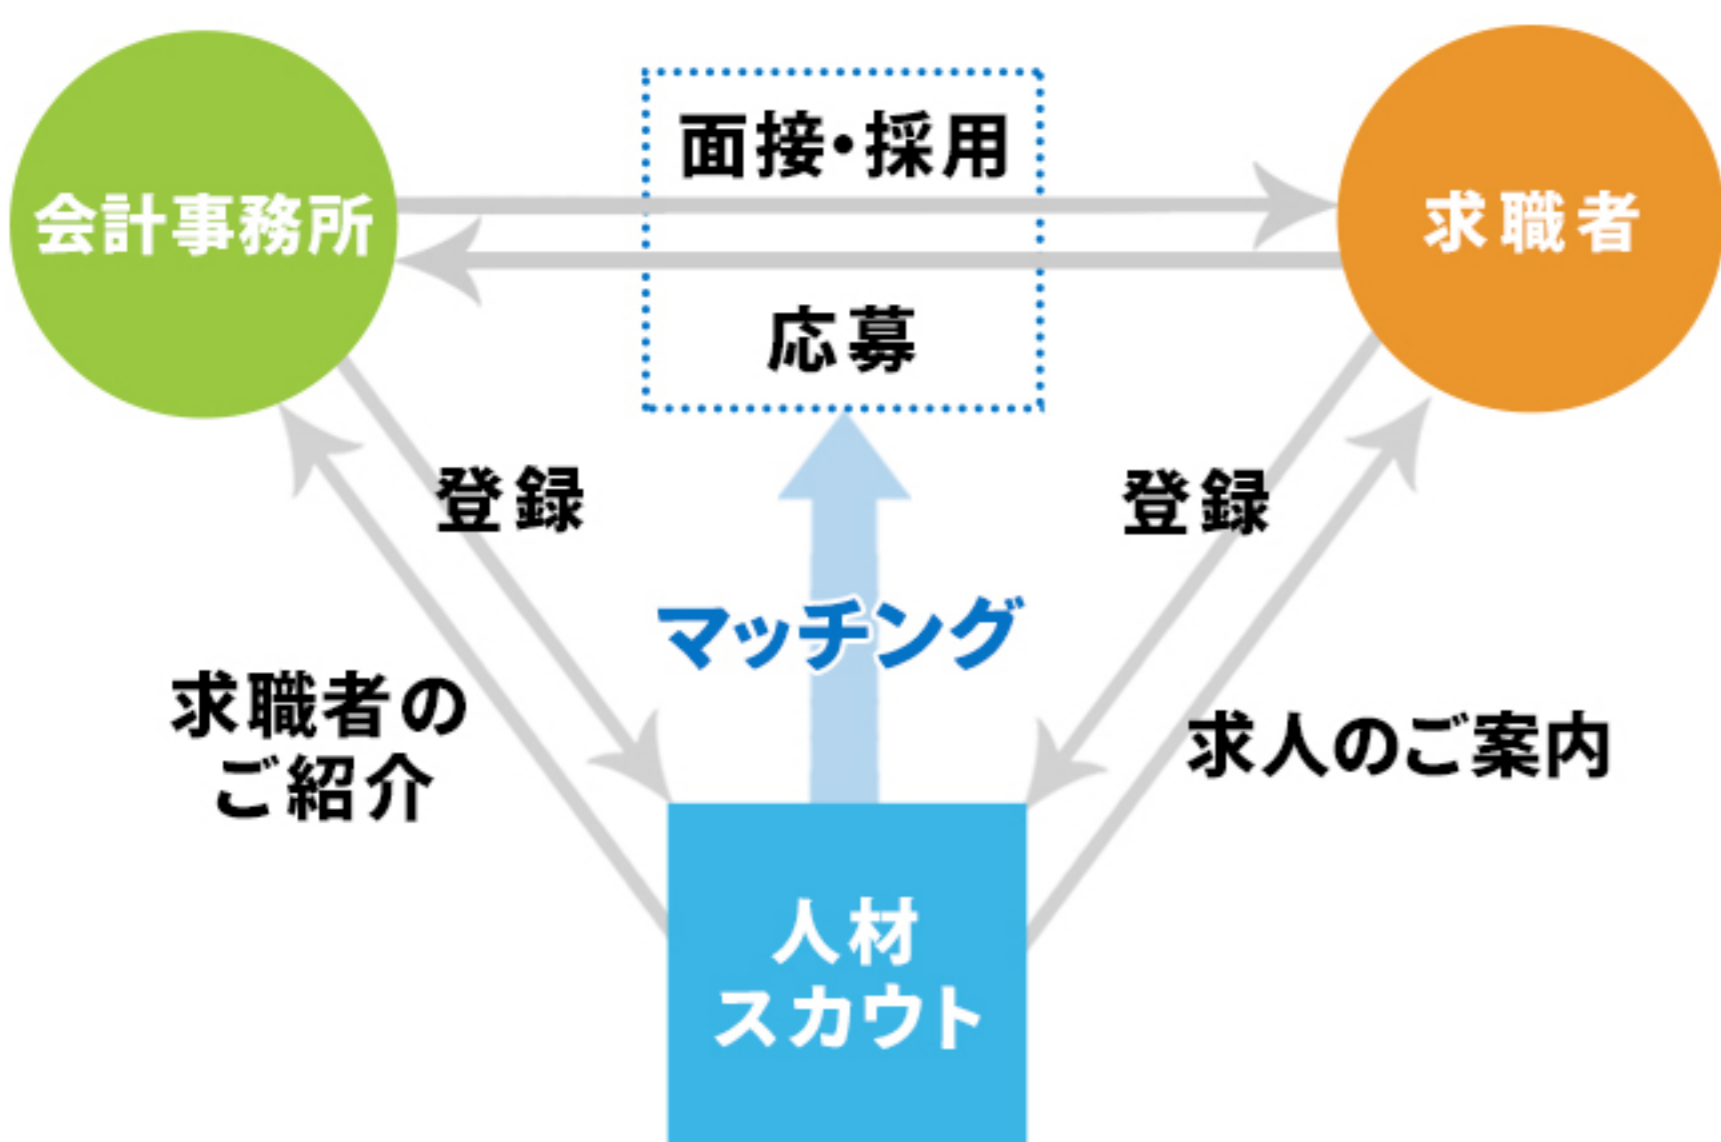 面接・採用
会計事務所
求職者
応募
登録
登録
マッチング
求職者の
ご紹介
求人のご案内
人材
スカウト